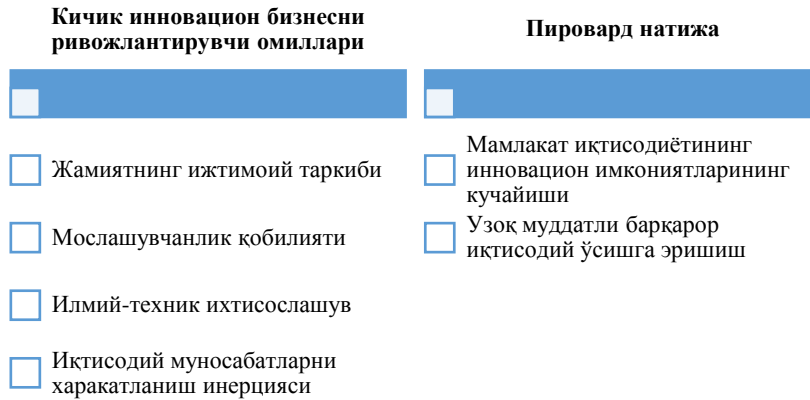 Кичик инновацион бизнесни
ривожлантирувчи омиллари
Жамиятнинг ижтимоий таркиби
Мослашувчанлик қобилияти
Илмий-техник ихтисослашув
Иқтисодий муносабатларни
харакатланиш инерцияси
Пировард натижа
Мамлакат иқтисодиётининг
инновацион имкониятларининг
кучайиши
Узоқ муддатли барқарор
иқтисодий ўсишга эришиш